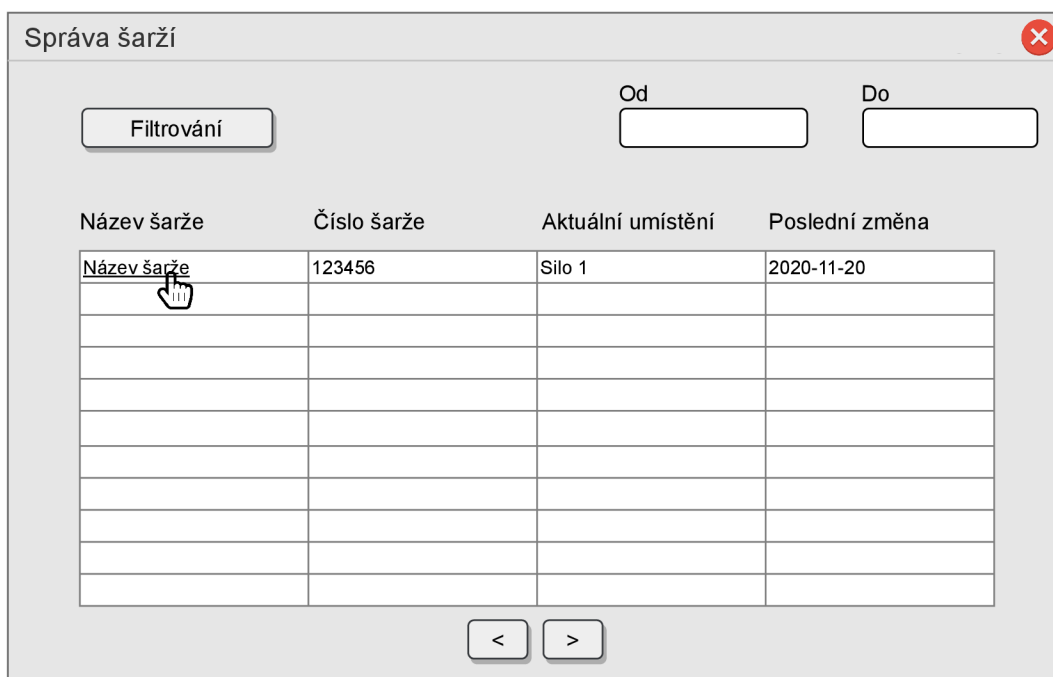 Správa šarží
Od Do
Filtrování
Název šarže Číslo šarže Aktuální umístění Poslední změna
Název šarže 123456 Silo 1 2020-11-20
< >